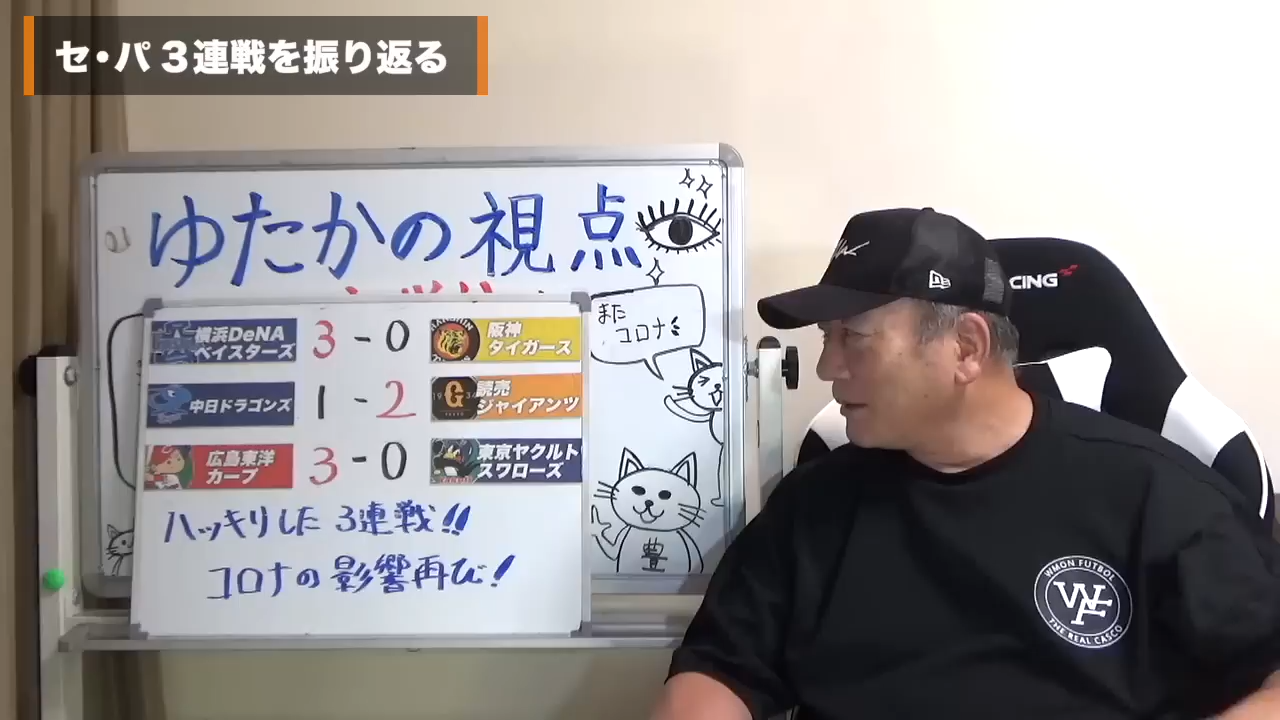 セ・パ３連戦を振り返る
ゆたかの視点
また
コロナ
横浜DeNA
ベイスターズ
3 - 0
阪神
タイガース
中日ドラゴンズ
1 - 2
読売
ジャイアンツ
広島東洋
カープ
3 - 0
東京ヤクルト
スワローズ
ハッキリした 3連戦!!
コロナの影響再び!
豊
CING
WMON FUTBOL
WF
THE REAL CASCO